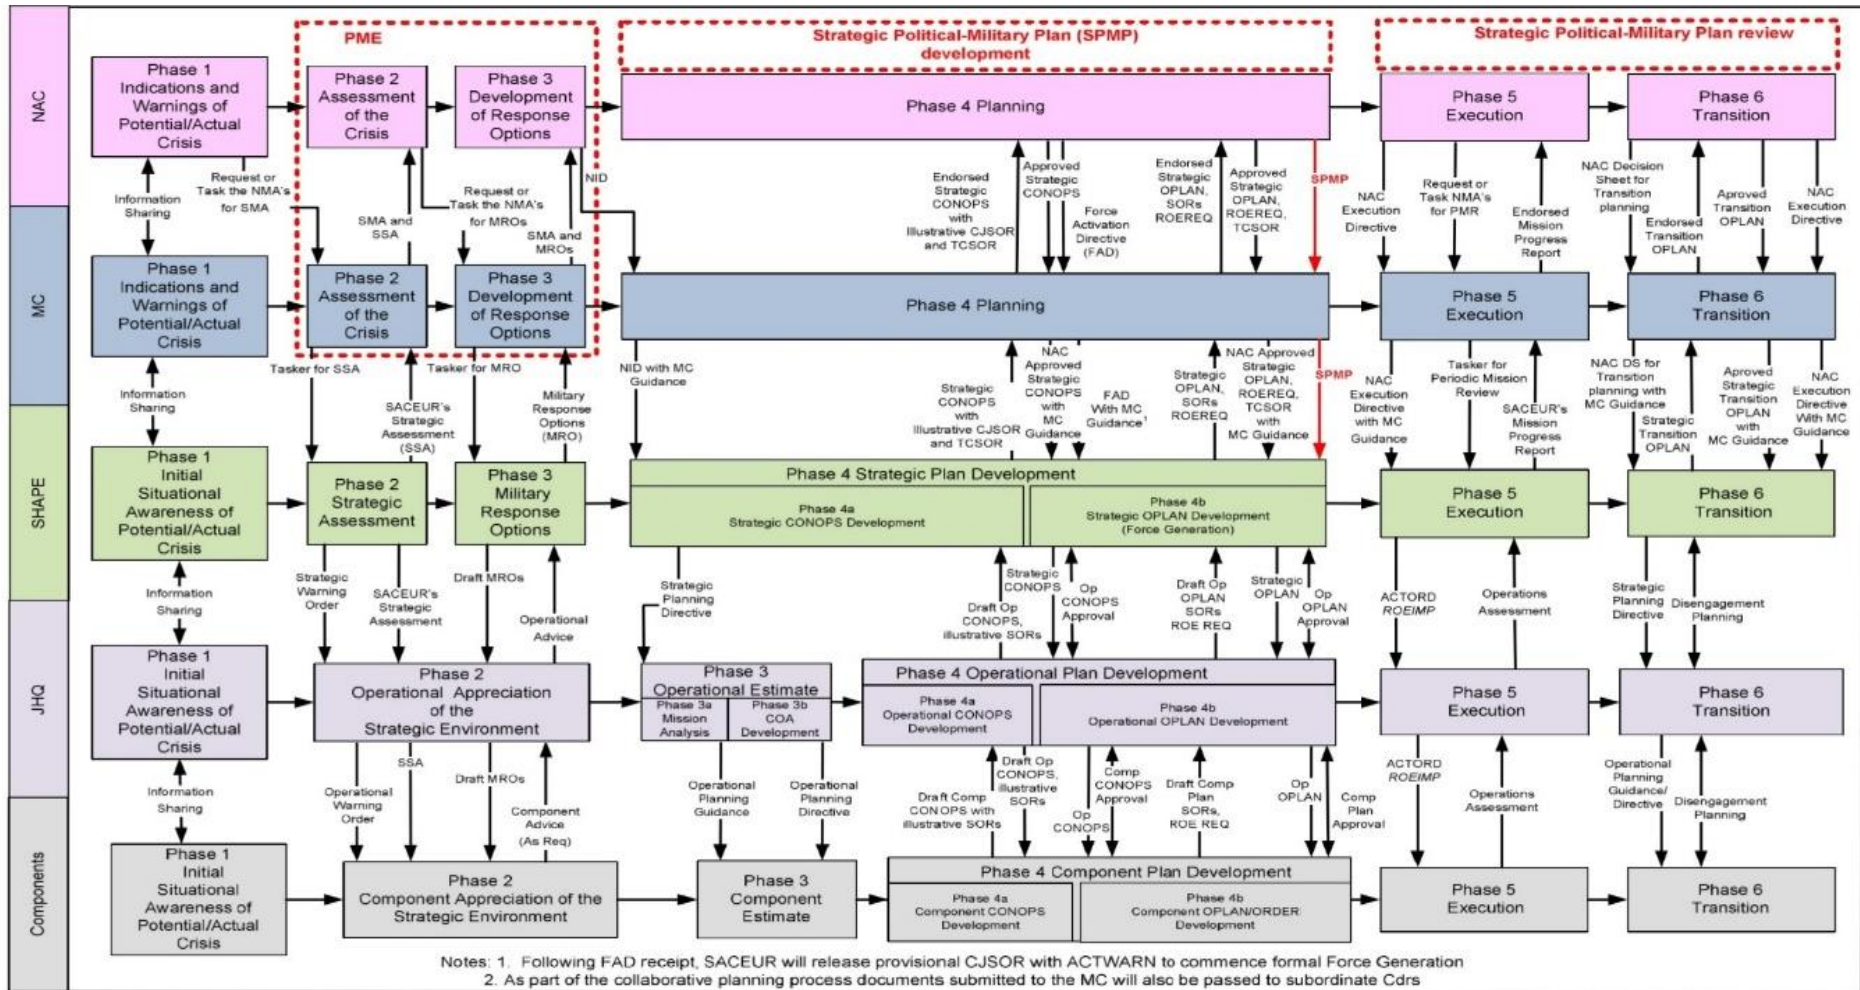 PME
Strategic Political-Military Plan (SPMP)
development
Strategic Political-Military Plan review
NAC
Phase 1
Indications and
Warnings of
Potential/Actual
Crisis
Phase 2
Assessment
of the
Crisis
Phase 3
Development
of Response
Options
Phase 4 Planning
Phase 5
Execution
Phase 6
Transition
Information
Sharing
Request or
Task the NMA's
for SMA
SMA and
SSA
Request or
Task the NMA's
for MROs
SMA and
MROs
NID
Endorsed
Strategic
CONOPS
with
Illustrative CJSOR
and TCSOR
Approved
Strategic
CONOPS
Force
Activation
Directive
(FAD)
Endorsed
Strategic
OPLAN,
SORs
ROEREQ
Approved
Strategic
OPLAN,
ROEREQ,
TCSOR
SPMP
NAC
Execution
Directive
Request or
Task NMA's
for PMR
Endorsed
Mission
Progress
Report
NAC Decision
Sheet for
Transition
planning
Endorsed
Transition
OPLAN
Aproved
Transition
OPLAN
NAC
Execution
Directive
MC
Phase 1
Indications and
Warnings of
Potential/Actual
Crisis
Phase 2
Assessment
of the
Crisis
Phase 3
Development
of Response
Options
Phase 4 Planning
Phase 5
Execution
Phase 6
Transition
Information
Sharing
Tasker for SSA
SACEUR's
Strategic
Assessment
(SSA)
Tasker for MRO
Military
Response
Options
(MRO)
NID with MC
Guidance
Strategic
CONOPS
with
Illustrative CJSOR
and TCSOR
NAC
Approved
Strategic
CONOPS
with
MC
Guidance
FAD
With MC
Guidance¹
Strategic
OPLAN,
SORs
ROEREQ
NAC Approved
Strategic
OPLAN,
ROEREQ,
TCSOR
with
MC Guidance
SPMP
NAC
Execution
Directive
with MC
Guidance
Tasker for
Periodic Mission
Review
SACEUR's
Mission
Progress
Report
NAC DS for
Transition
planning with
MC Guidance
Strategic
Transition
OPLAN
Aproved
Strategic
Transition
OPLAN
with
MC Guidance
NAC
Execution
Directive
With MC
Guidance
SHAPE
Phase 1
Initial
Situational
Awareness of
Potential/Actual
Crisis
Phase 2
Strategic
Assessment
Phase 3
Military
Response
Options
Phase 4 Strategic Plan Development
Phase 4a
Strategic CONOPS Development
Phase 4b
Strategic OPLAN Development
(Force Generation)
Phase 5
Execution
Phase 6
Transition
Information
Sharing
Strategic
Warning
Order
SACEUR's
Strategic
Assessment
Draft MROs
Operational
Advice
Strategic
Planning
Directive
Draft Op
CONOPS,
illustrative SORs
Strategic
CONOPS
Op
CONOPS
Approval
Draft Op
OPLAN
SORs
ROE REQ
Strategic
OPLAN
Op
OPLAN
Approval
ACTORD
ROEIMP
Operations
Assessment
Strategic
Planning
Directive
Disengagement
Planning
JHQ
Phase 1
Initial
Situational
Awareness of
Potential/Actual
Crisis
Phase 2
Operational Appreciation
of the
Strategic Environment
Phase 3
Operational Estimate
Phase 3a
Mission
Analysis
Phase 3b
COA
Development
Phase 4 Operational Plan Development
Phase 4a
Operational CONOPS
Development
Phase 4b
Operational OPLAN Development
Phase 5
Execution
Phase 6
Transition
Information
Sharing
Operational
Warning
Order
SSA
Draft MROs
Component
Advice
(As Req)
Operational
Planning
Guidance
Operational
Planning
Directive
Draft Comp
CONOPS with
illustrative SORs
Draft Op
CONOPS,
illustrative
SORs
Op
CONOPS
Comp
CONOPS
Approval
Draft Comp
Plan
SORs,
ROE REQ
Op
OPLAN
Comp
Plan
Approval
ACTORD
ROEIMP
Operations
Assessment
Operational
Planning
Guidance/
Directive
Disengagement
Planning
Components
Phase 1
Initial
Situational
Awareness of
Potential/Actual
Crisis
Phase 2
Component Appreciation of the
Strategic Environment
Phase 3
Component
Estimate
Phase 4 Component Plan Development
Phase 4a
Component CONOPS
Development
Phase 4b
Component OPLAN/ORDER
Development
Phase 5
Execution
Phase 6
Transition
Notes: 1. Following FAD receipt, SACEUR will release provisional CJSOR with ACTWARN to commence formal Force Generation
2. As part of the collaborative planning process documents submitted to the MC will also be passed to subordinate Cdrs